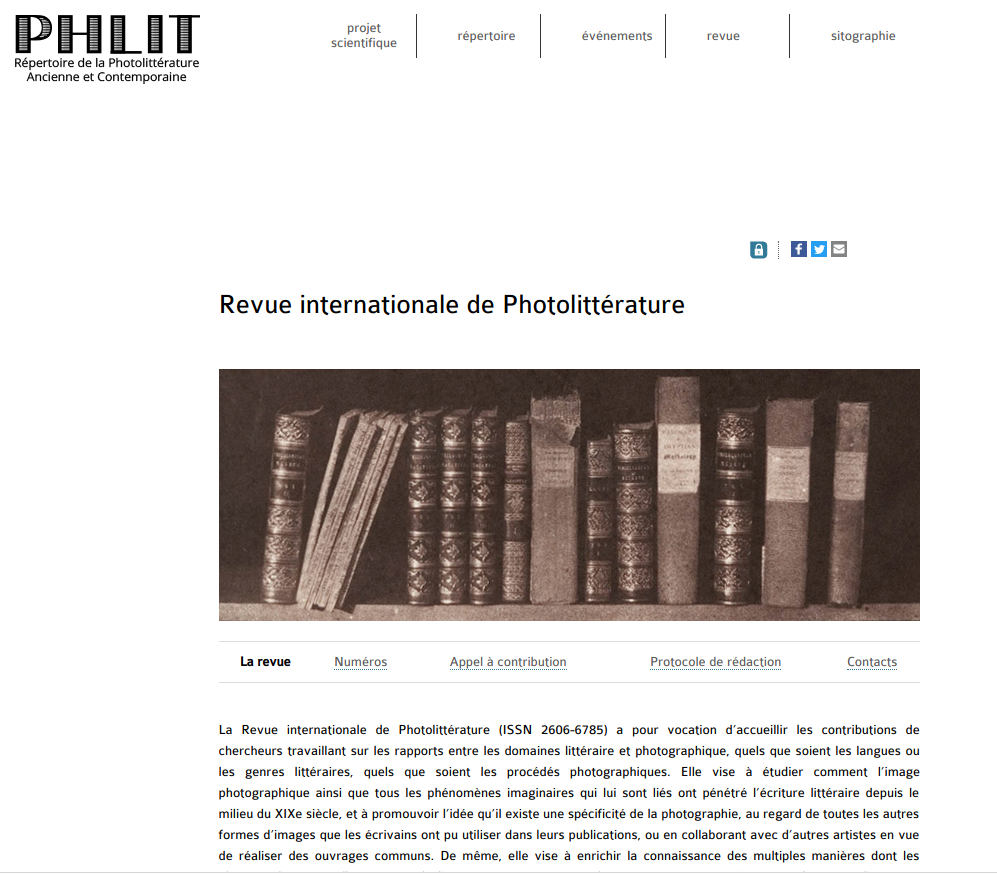 PHLIT
Répertoire de la Photolittérature
Ancienne et Contemporaine
projet
scientifique
répertoire
événements
revue
sitographie
Revue internationale de Photolittérature
La revue
Numéros
Appel à contribution
Protocole de rédaction
Contacts
La Revue internationale de Photolittérature (ISSN 2606-6785) a pour vocation d'accueillir les contributions de
chercheurs travaillant sur les rapports entre les domaines littéraire et photographique, quels que soient les langues ou
les genres littéraires, quels que soient les procédés photographiques. Elle vise à étudier comment l'image
photographique ainsi que tous les phénomènes imaginaires qui lui sont liés ont pénétré l'écriture littéraire depuis le
milieu du XIXe siècle, et à promouvoir l'idée qu'il existe une spécificité de la photographie, au regard de toutes les autres
formes d'images que les écrivains ont pu utiliser dans leurs publications, ou en collaborant avec d'autres artistes en vue
de réaliser des ouvrages communs. De même, elle vise à enrichir la connaissance des multiples manières dont les